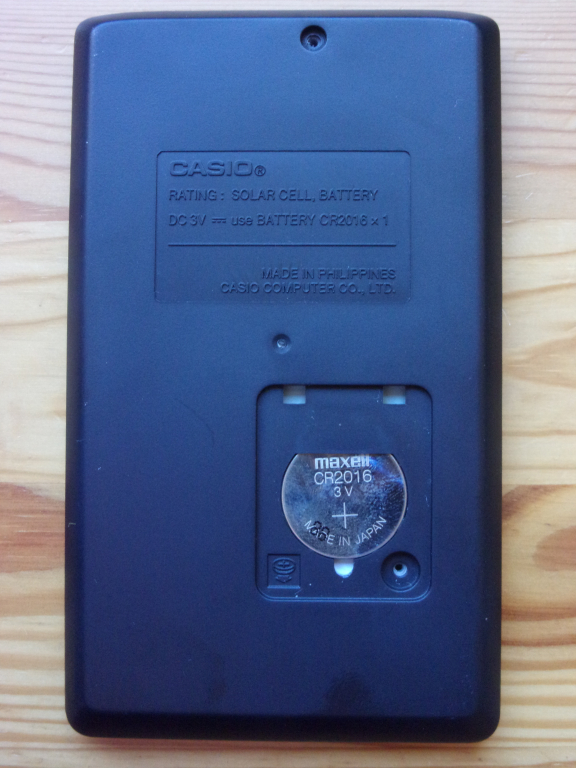 CASIO®
RATING : SOLAR CELL, BATTERY
DC 3V ⎓ use BATTERY CR2016 x 1
MADE IN PHILIPPINES
CASIO COMPUTER CO., LTD.
maxell
CR2016
3 V
+
MADE IN JAPAN